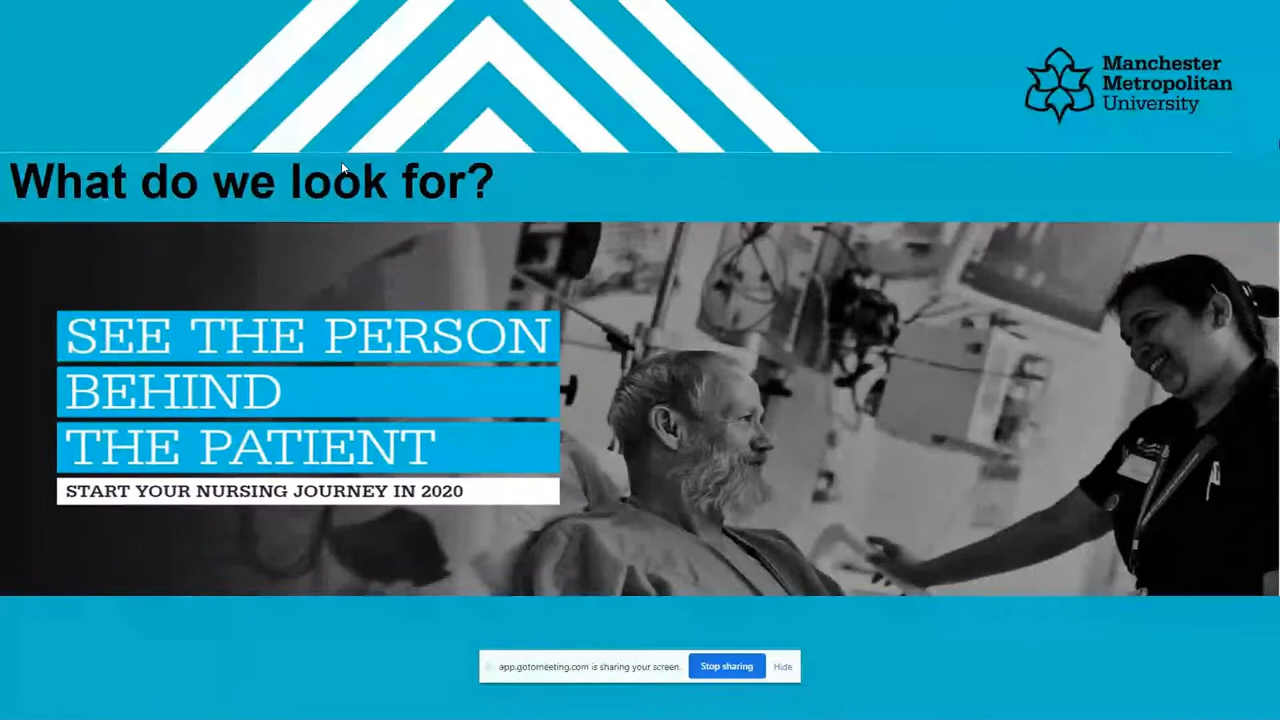 Manchester
Metropolitan
University
What do we look for?
SEE THE PERSON
BEHIND
THE PATIENT
START YOUR NURSING JOURNEY IN 2020
app.gotomeeting.com is sharing your screen.
Stop sharing
Hide